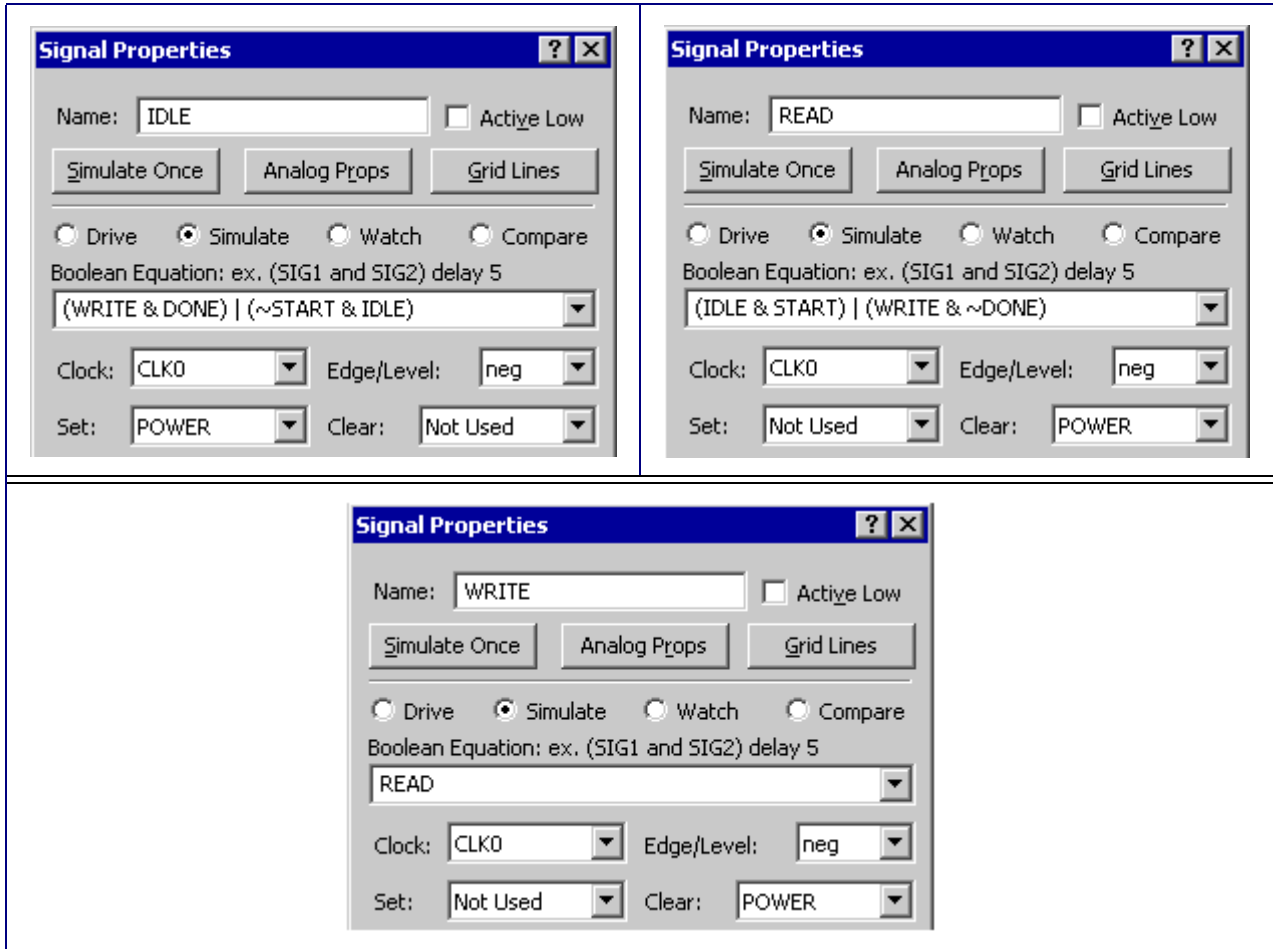 Signal Properties
Name: IDLE Active Low
Simulate Once Analog Props Grid Lines
Drive Simulate Watch Compare
Boolean Equation: ex. (SIG1 and SIG2) delay 5
(WRITE & DONE) | (~START & IDLE)
Clock: CLK0 Edge/Level: neg
Set: POWER Clear: Not Used
Signal Properties
Name: READ Active Low
Simulate Once Analog Props Grid Lines
Drive Simulate Watch Compare
Boolean Equation: ex. (SIG1 and SIG2) delay 5
(IDLE & START) | (WRITE & ~DONE)
Clock: CLK0 Edge/Level: neg
Set: Not Used Clear: POWER
Signal Properties
Name: WRITE Active Low
Simulate Once Analog Props Grid Lines
Drive Simulate Watch Compare
Boolean Equation: ex. (SIG1 and SIG2) delay 5
READ
Clock: CLK0 Edge/Level: neg
Set: Not Used Clear: POWER